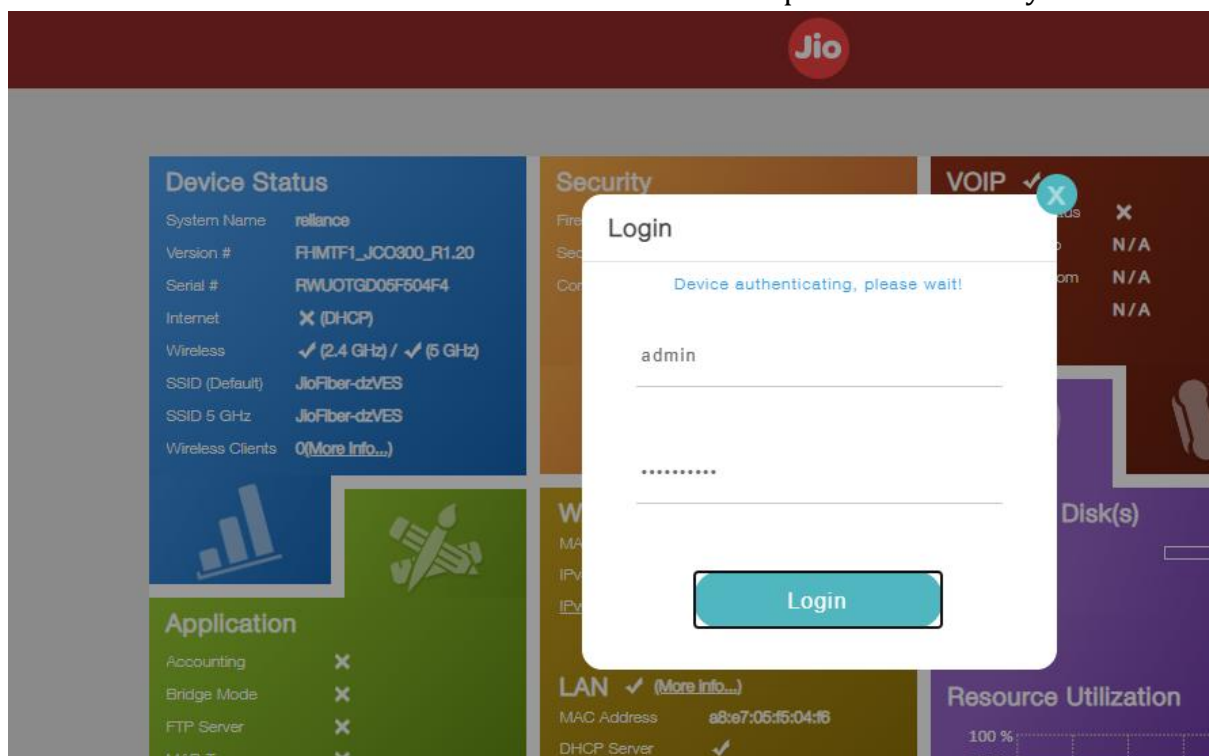 Jio
Device Status
System Name reliance
Version # FHMTF1_JCO300_R1.20
Serial # RWUOTGD05F504F4
Internet (DHCP)
Wireless (2.4 GHz) / (5 GHz)
SSID (Default) JioFiber-dzVES
SSID 5 GHz JioFiber-dzVES
Wireless Clients 0(More Info...)
Application
Accounting
Bridge Mode
FTP Server
Security
LAN (More Info...)
MAC Address a8:e7:05:f5:04:f6
DHCP Server
Login
X
Device authenticating, please wait!
admin
Login
VOIP
N/A
N/A
N/A
Disk(s)
Resource Utilization
100 %